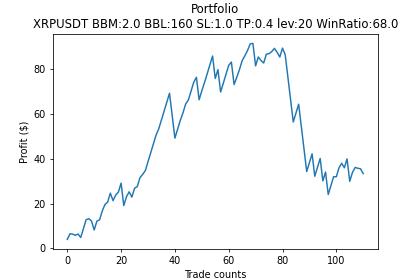 Portfolio
XRPUSDT BBM:2.0 BBL:160 SL:1.0 TP:0.4 lev:20 WinRatio:68.0
Profit ($)
80
60
40
20
0
0 20 40 60 80 100
Trade counts